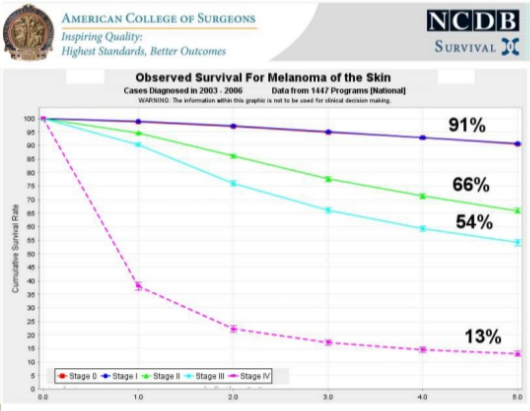 AMERICAN COLLEGE OF SURGEONS
Inspiring Quality:
Highest Standards, Better Outcomes
NCDB
SURVIVAL
Observed Survival For Melanoma of the Skin
Cases Diagnosed in 2003 - 2006 Data from 1447 Programs [National]
WARNING: The information within this graphic is not to be used for clinical decision making.
Cumulative Survival Rate
100
95
90
85
80
75
70
65
60
55
50
45
40
35
30
25
20
15
10
5
0
91%
66%
54%
13%
Stage 0 Stage I Stage II Stage III Stage IV
0.0 1.0 2.0 3.0 4.0 5.0